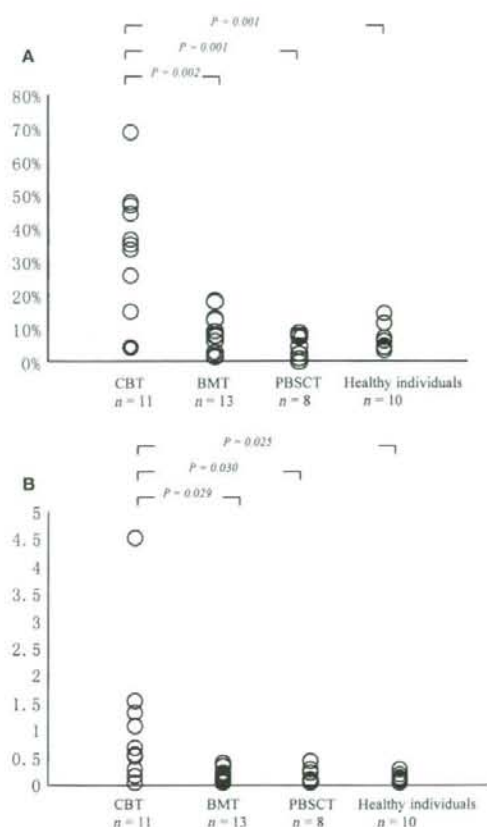 P = 0.001
A
P = 0.001
P = 0.002
80%
70%
60%
50%
40%
30%
20%
10%
0%
CBT BMT PBSCT Healthy individuals
n = 11 n = 13 n = 8 n = 10
P = 0.025
B
P = 0.030
P = 0.029
5
4.5
4
3.5
3
2.5
2
1.5
1
0.5
0
CBT BMT PBSCT Healthy individuals
n = 11 n = 13 n = 8 n = 10